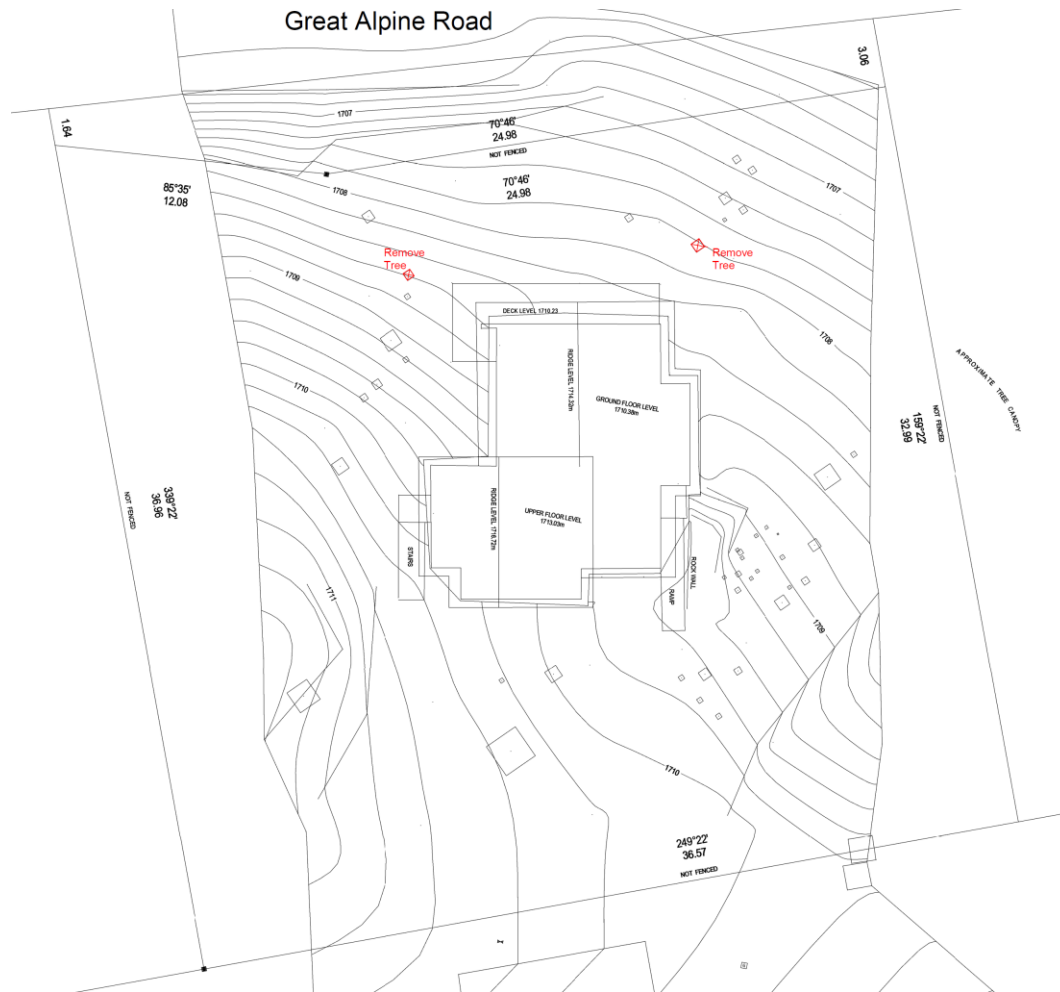 Great Alpine Road
3.06
1.64
1707
70°46'
24.98
NOT FENCED
70°46'
24.98
1707
85°35'
12.08
1708
Remove
Tree
Remove
Tree
1709
DECK LEVEL 1710.23
1708
RIDGE LEVEL 1714.32m
GROUND FLOOR LEVEL
1710.38m
APPROXIMATE TREE CANOPY
1710
NOT FENCED
159°22'
32.99
NOT FENCED
339°22'
36.96
RIDGE LEVEL 1716.72m
UPPER FLOOR LEVEL
1713.03m
STAIRS
ROCK WALL
RAMP
1711
1709
1710
249°22'
36.57
NOT FENCED